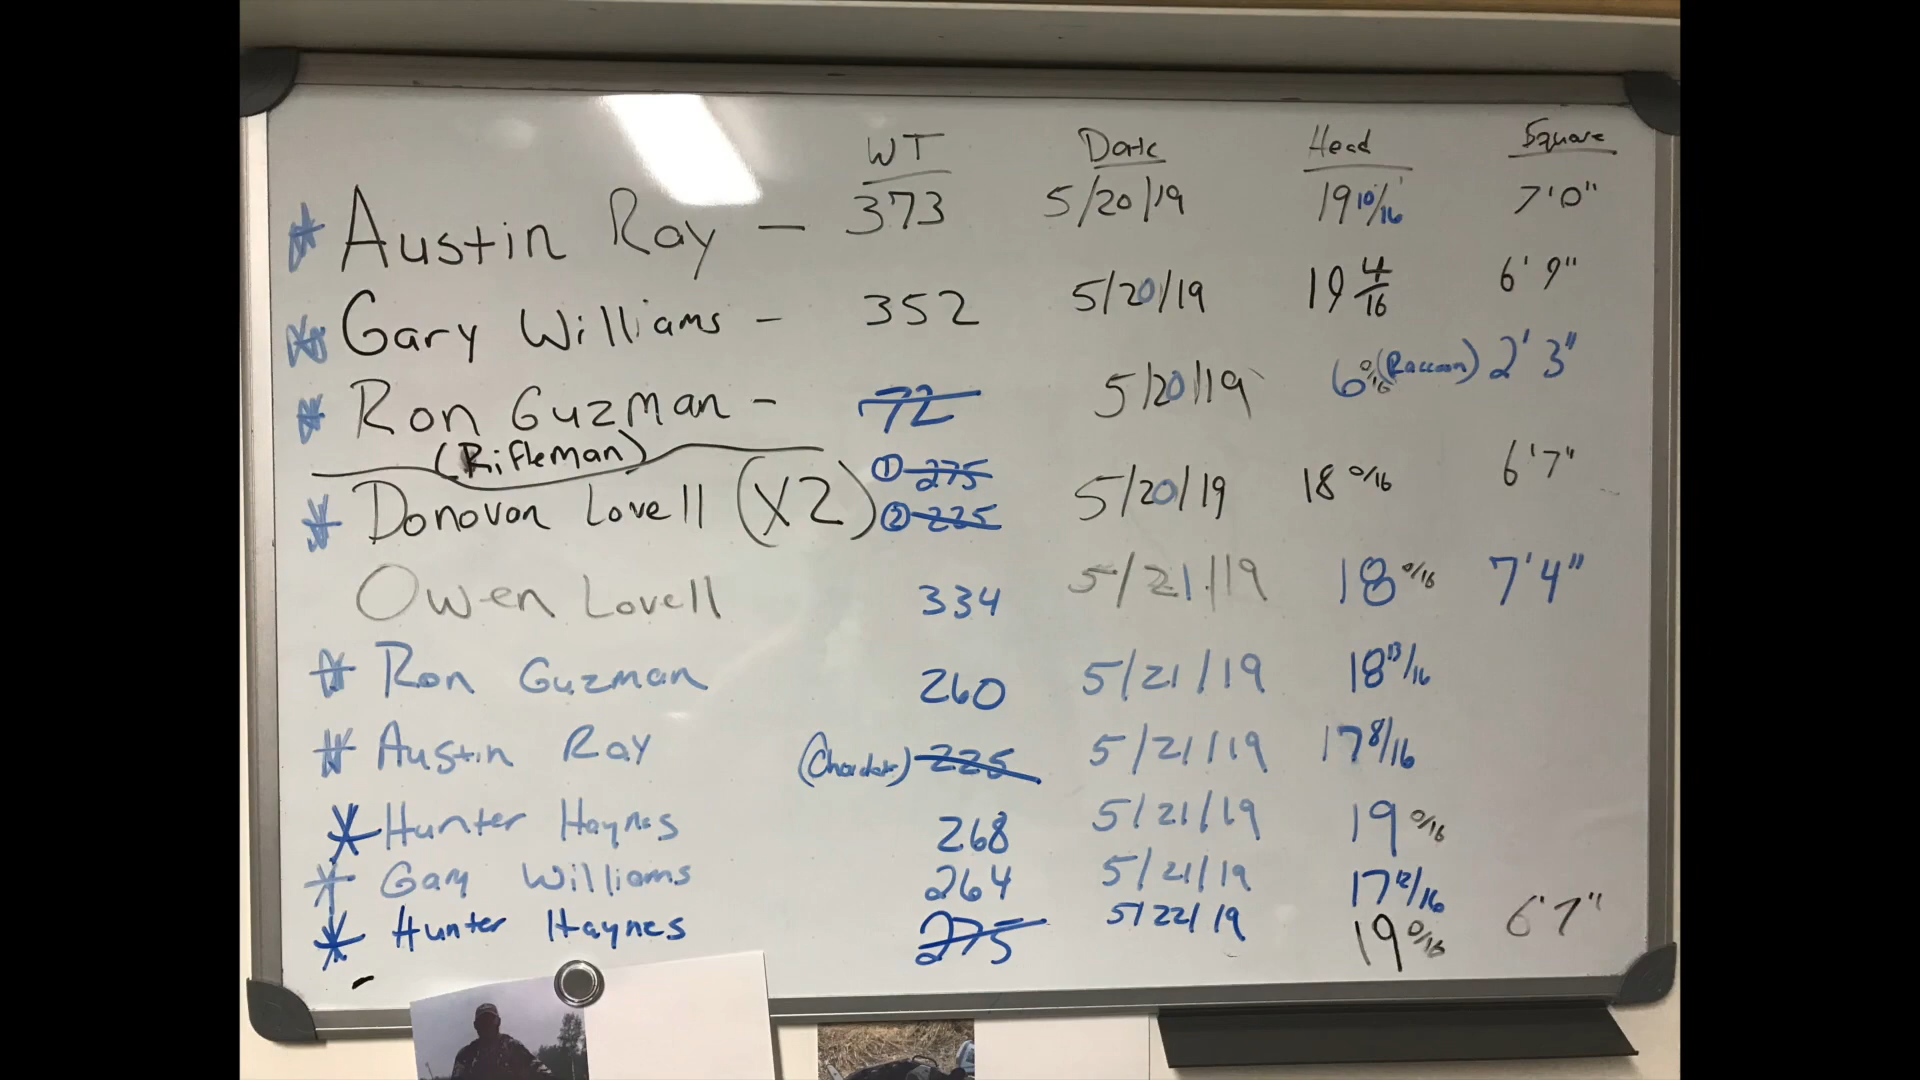 WT Date Head Square
* Austin Ray — 373 5/20/19 19 10/16 7'0"
* Gary Williams - 352 5/20/19 19 4/16 6'9"
* Ron Guzman - 72 5/20/19 6 0/16 (Raccoon) 2'3"
(Rifleman)
* Donovan Lovell (X2) ① 275 ② 225 5/20/19 18 0/16 6'7"
Owen Lovell 334 5/21/19 18 0/16 7'4"
* Ron Guzman 260 5/21/19 18 13/16
* Austin Ray 225 5/21/19 17 8/16
* Hunter Haynes 268 5/21/19 19 0/16
* Gary Williams 264 5/21/19 17 12/16
* Hunter Haynes 275 5/22/19 19 0/16 6'7"